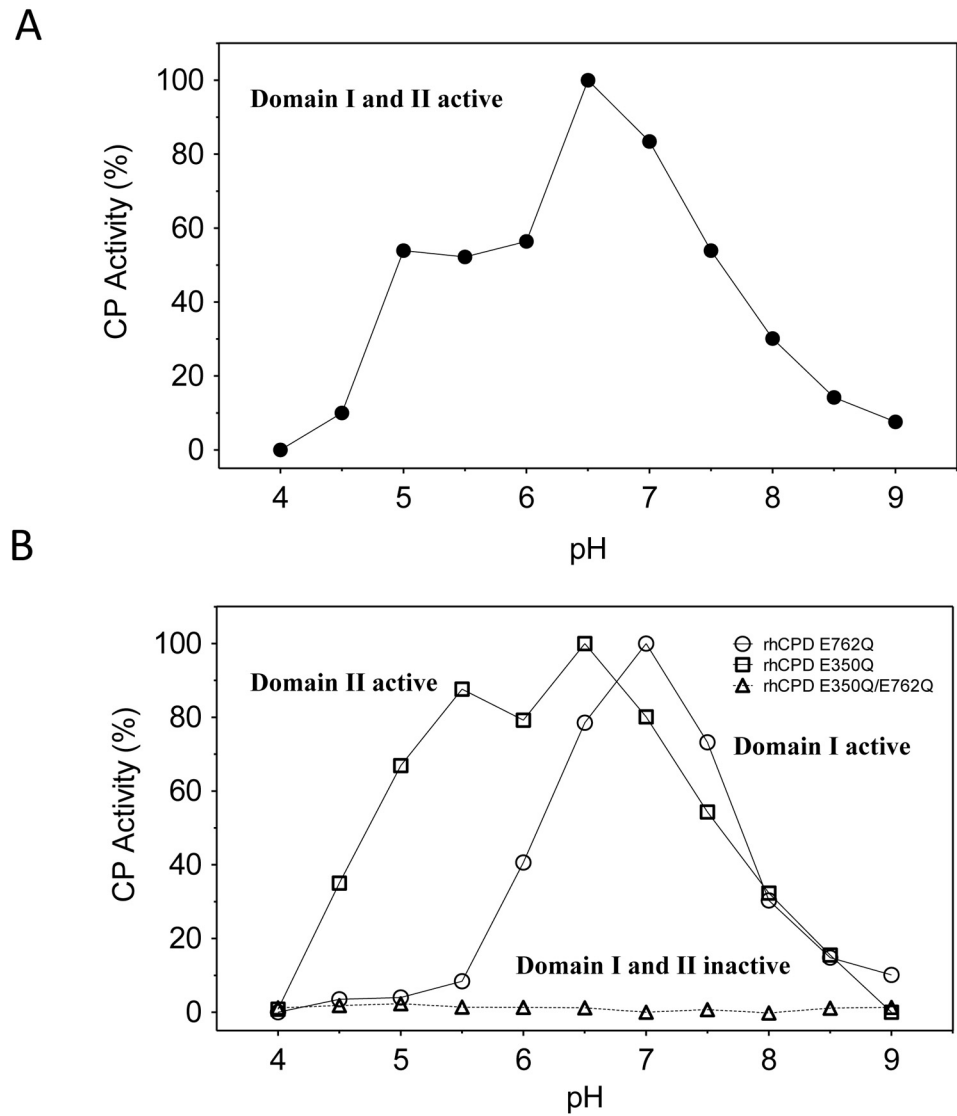 A
Domain I and II active
CP Activity (%)
100
80
60
40
20
0
4 5 6 7 8 9
pH
B
rhCPD E762Q
rhCPD E350Q
rhCPD E350Q/E762Q
Domain II active
Domain I active
Domain I and II inactive
CP Activity (%)
100
80
60
40
20
0
4 5 6 7 8 9
pH